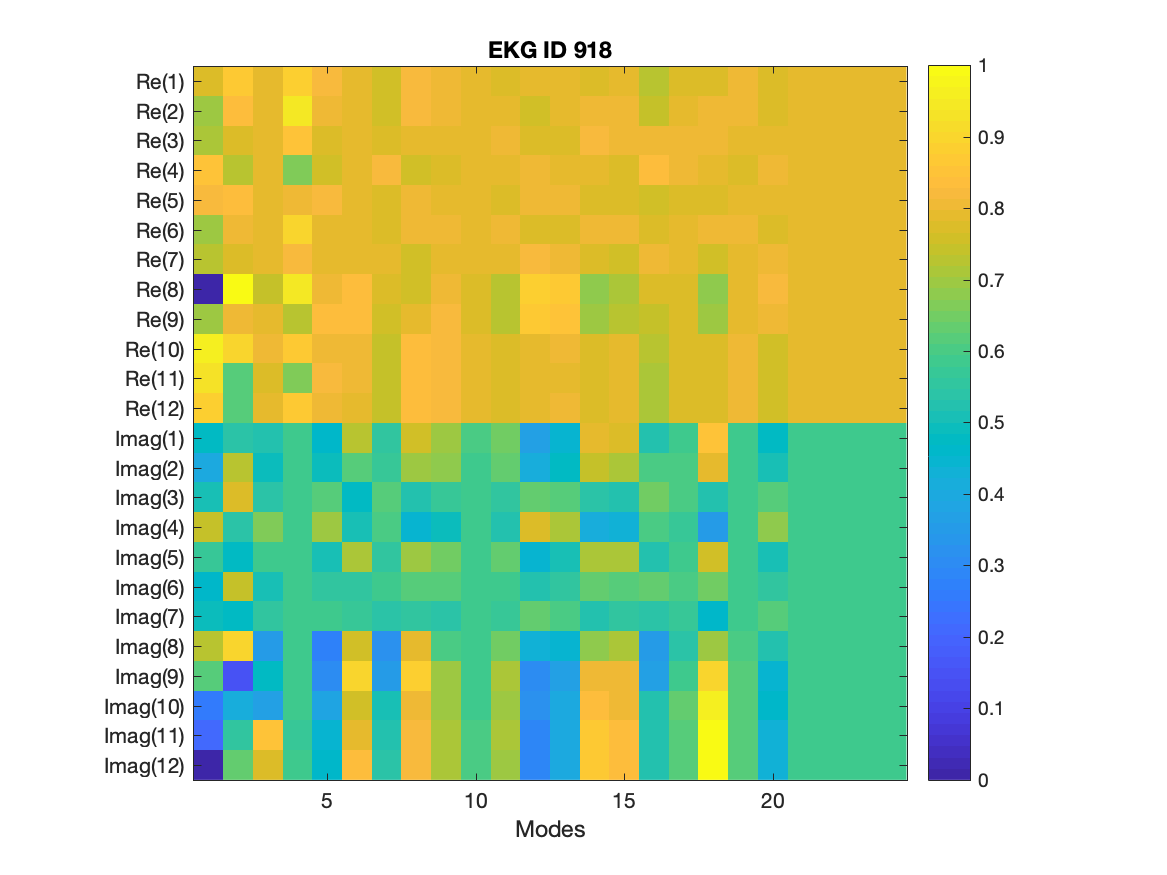 EKG ID 918
Re(1)
Re(2)
Re(3)
Re(4)
Re(5)
Re(6)
Re(7)
Re(8)
Re(9)
Re(10)
Re(11)
Re(12)
Imag(1)
Imag(2)
Imag(3)
Imag(4)
Imag(5)
Imag(6)
Imag(7)
Imag(8)
Imag(9)
Imag(10)
Imag(11)
Imag(12)
5 10 15 20
Modes
1
0.9
0.8
0.7
0.6
0.5
0.4
0.3
0.2
0.1
0